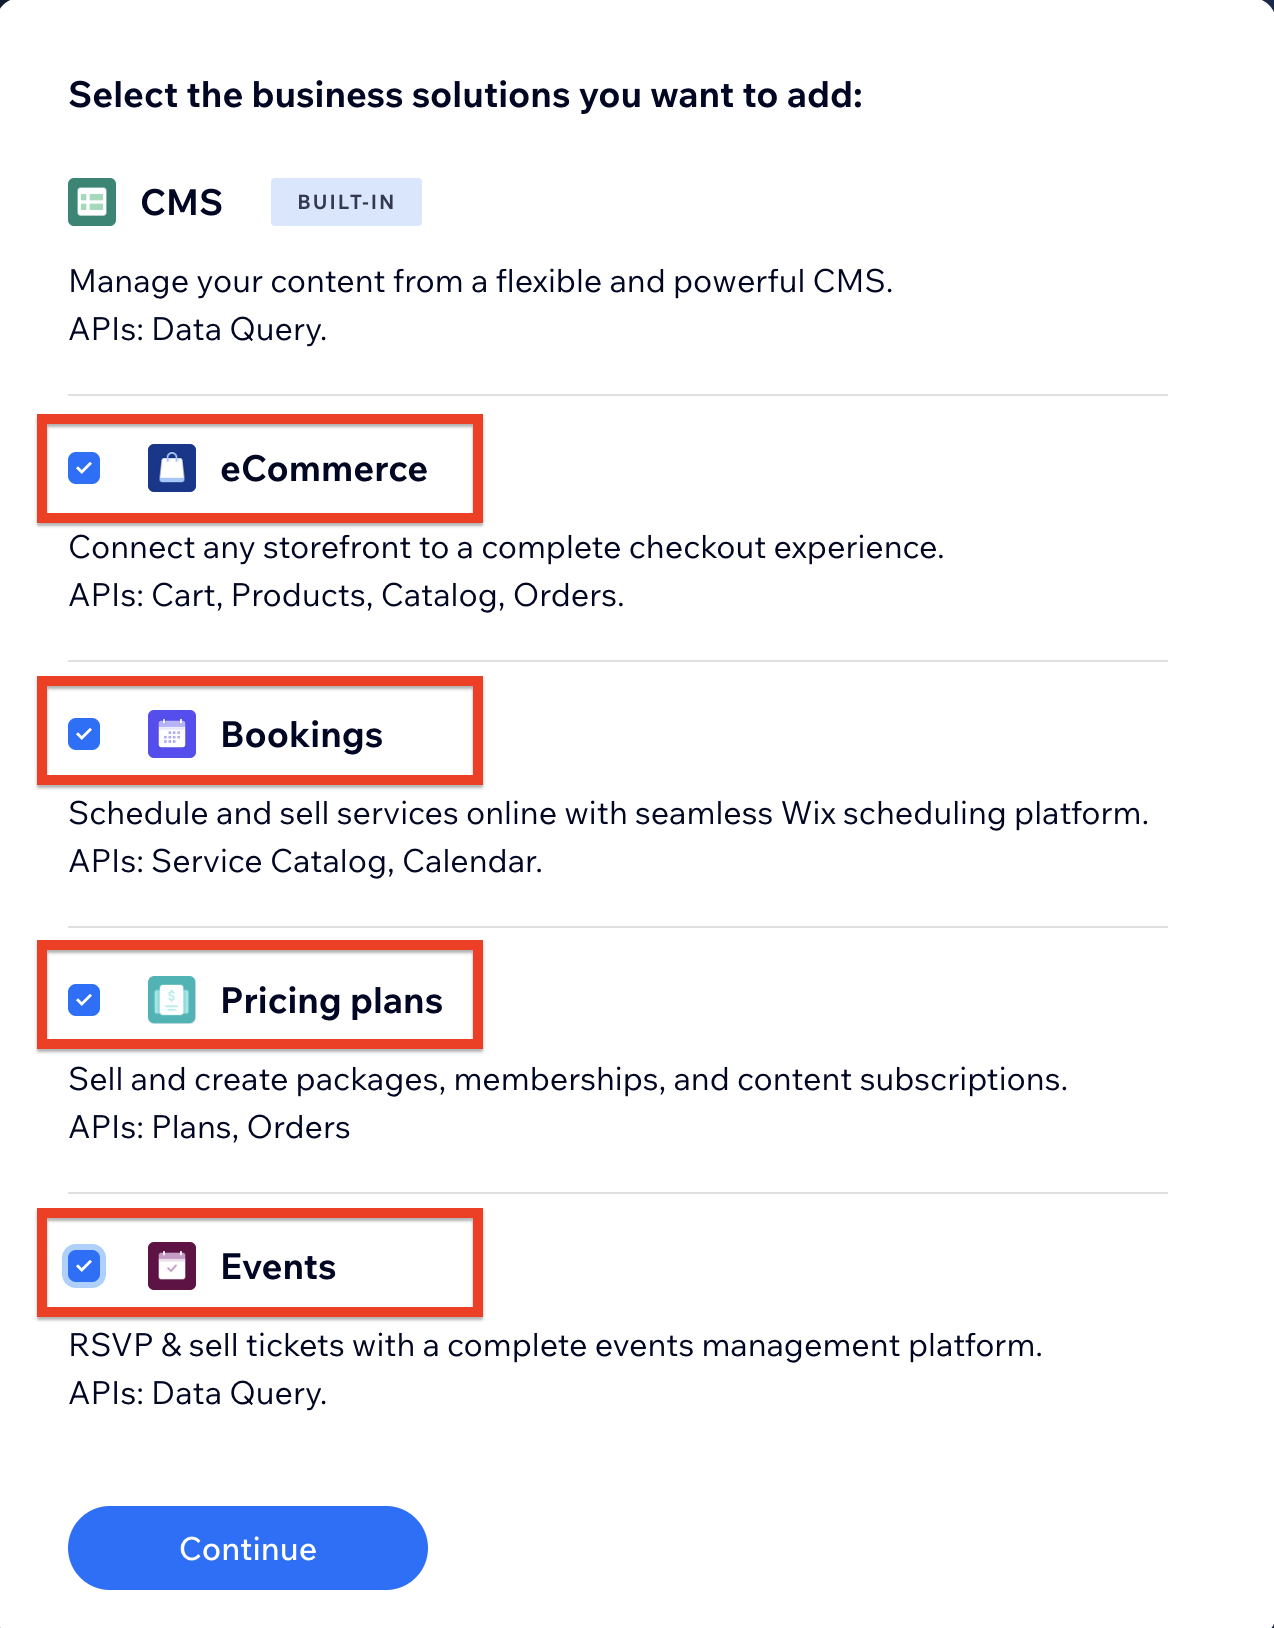 Select the business solutions you want to add:
CMS
BUILT-IN
Manage your content from a flexible and powerful CMS.
APIs: Data Query.
eCommerce
Connect any storefront to a complete checkout experience.
APIs: Cart, Products, Catalog, Orders.
Bookings
Schedule and sell services online with seamless Wix scheduling platform.
APIs: Service Catalog, Calendar.
Pricing plans
Sell and create packages, memberships, and content subscriptions.
APIs: Plans, Orders
Events
RSVP & sell tickets with a complete events management platform.
APIs: Data Query.
Continue